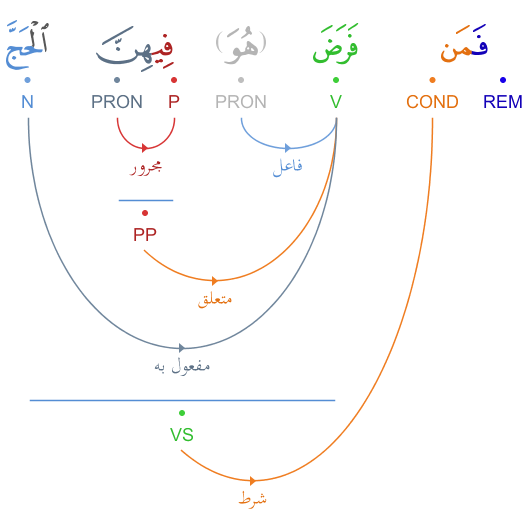 فَمَن فَرَضَ (هُوَ) فِيهِنَّ ٱلْحَجَّ
REM COND V PRON P PRON N
فاعل مجرور
PP
متعلق
مفعول به
VS
شرط